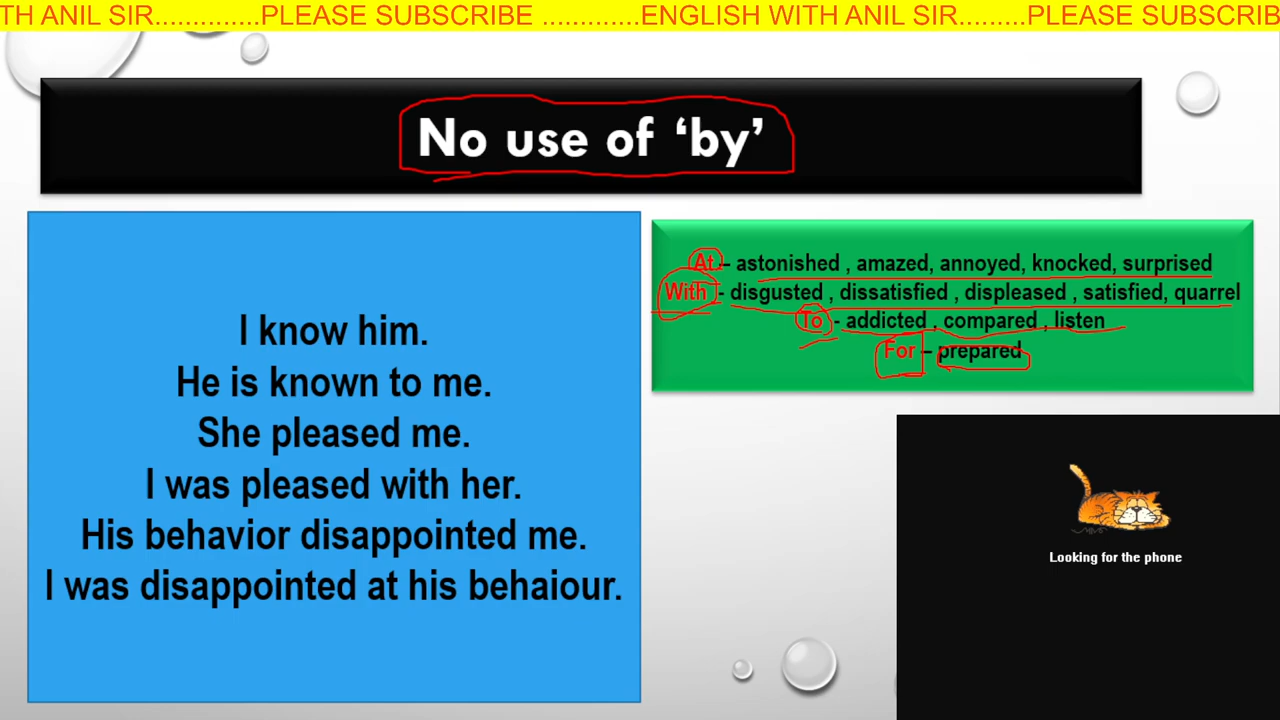 TH ANIL SIR..............PLEASE SUBSCRIBE .............ENGLISH WITH ANIL SIR.........PLEASE SUBSCRIB
No use of ‘by’
I know him.
He is known to me.
She pleased me.
I was pleased with her.
His behavior disappointed me.
I was disappointed at his behaiour.
At – astonished , amazed, annoyed, knocked, surprised
With - disgusted , dissatisfied , displeased , satisfied, quarrel
To - addicted , compared , listen
For – prepared
Looking for the phone